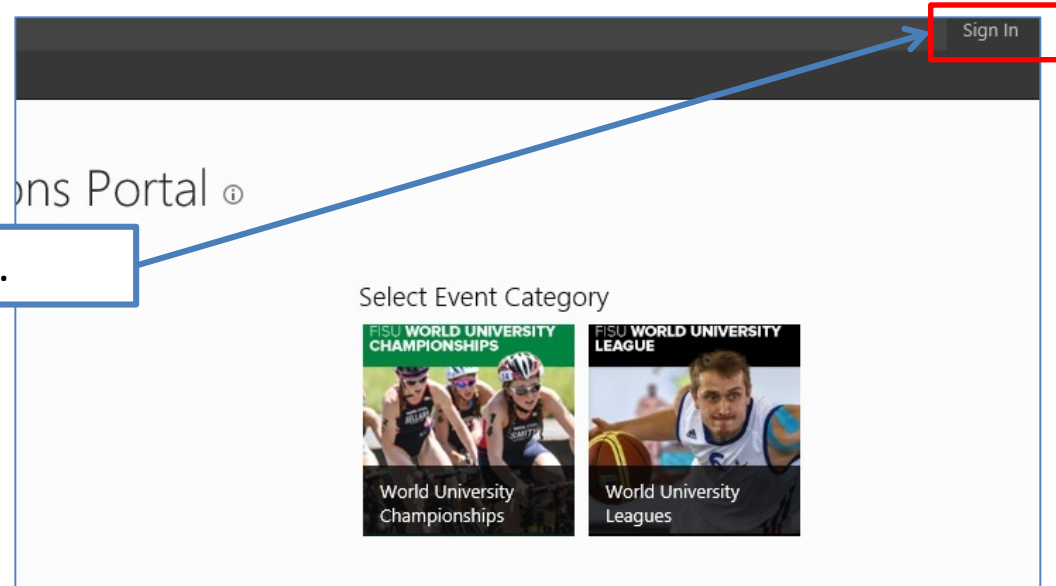 Sign In
ons Portal
.
Select Event Category
FISU WORLD UNIVERSITY
CHAMPIONSHIPS
World University
Championships
FISU WORLD UNIVERSITY
LEAGUE
World University
Leagues